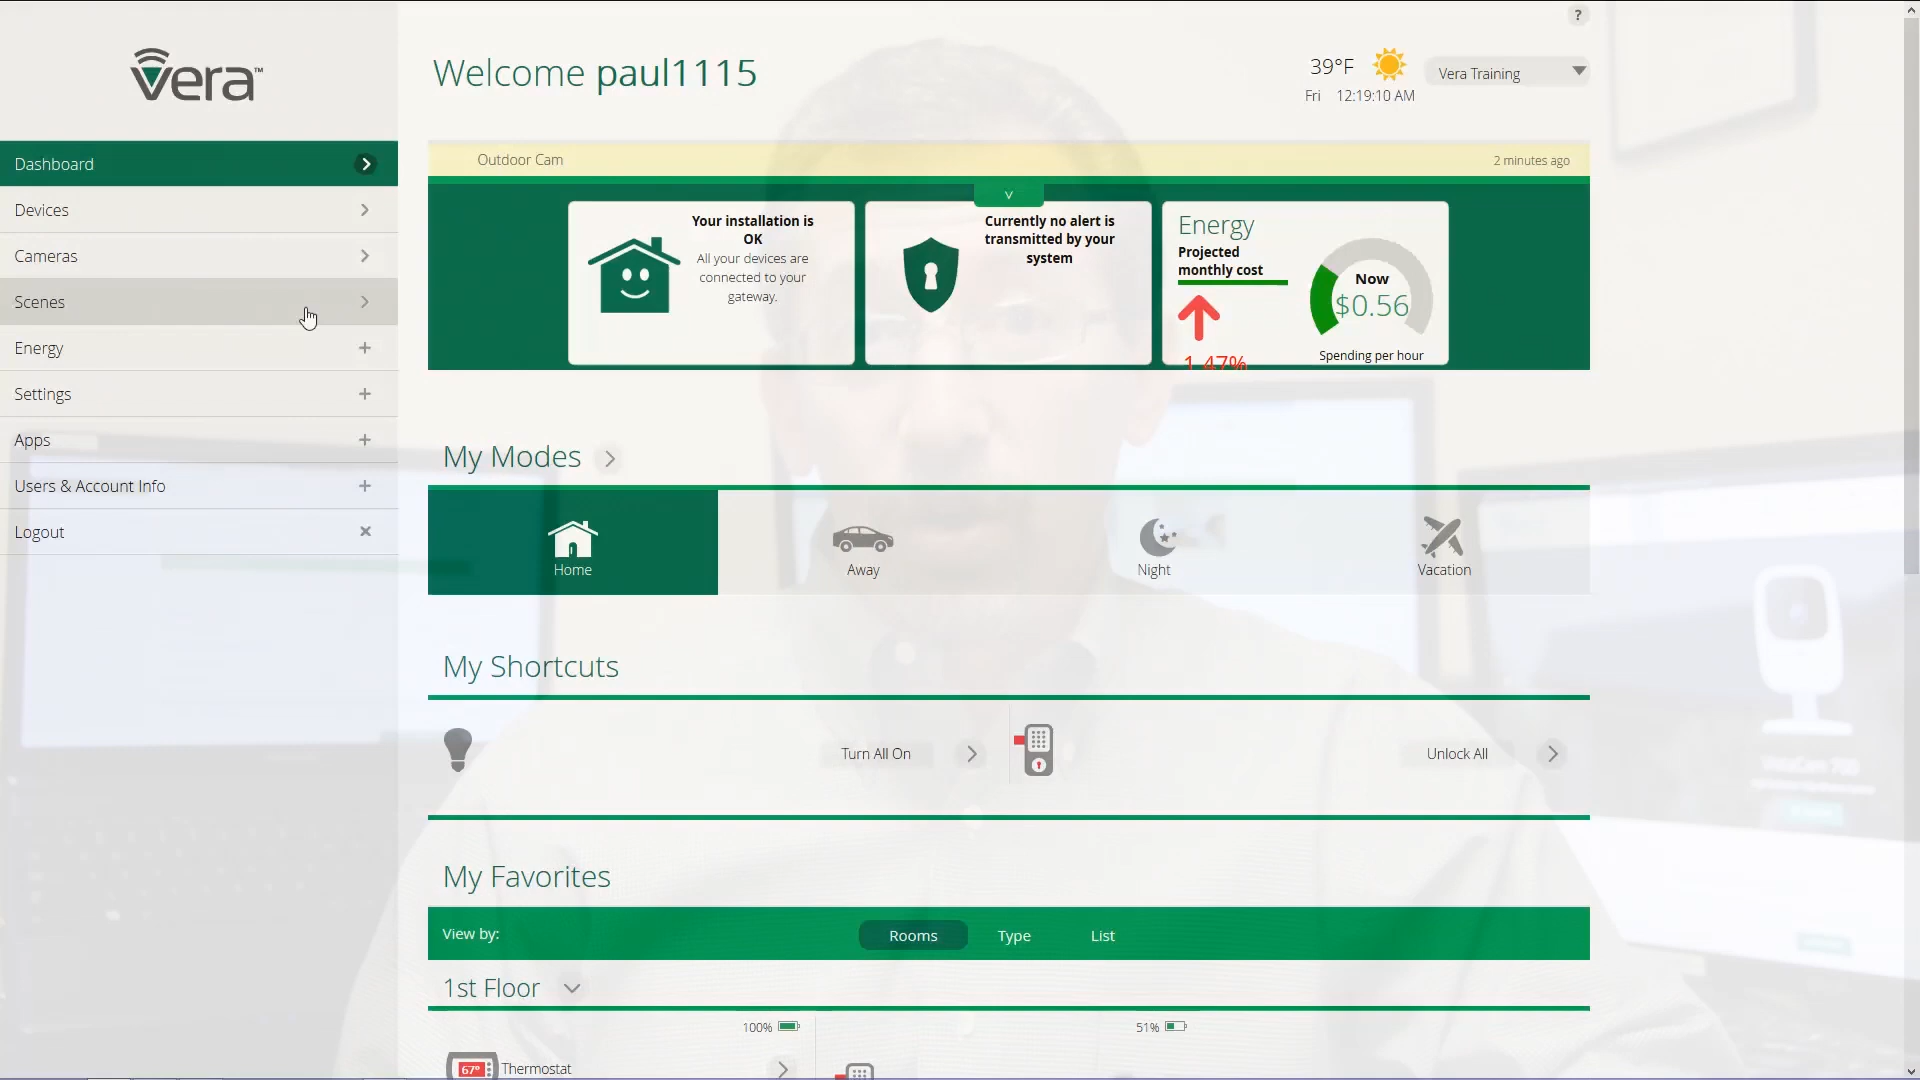 ?
vera™
Welcome paul1115
39°F
Fri 12:19:10 AM
Vera Training
Dashboard
Devices
Cameras
Scenes
Energy
Settings
Apps
Users & Account Info
Logout
Outdoor Cam
2 minutes ago
v
Your installation is
OK
All your devices are
connected to your
gateway.
Currently no alert is
transmitted by your
system
Energy
Projected
monthly cost
1.47%
Now
$0.56
Spending per hour
My Modes
Home
Away
Night
Vacation
My Shortcuts
Turn All On
Unlock All
My Favorites
View by:
Rooms
Type
List
1st Floor
100%
51%
67°
Thermostat